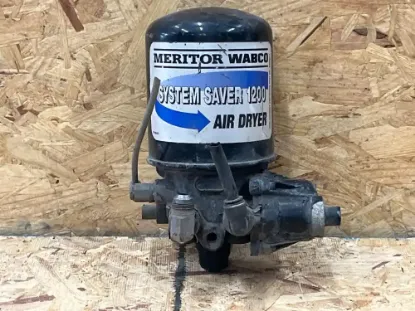 MERITOR WABCO
SYSTEM SAVER 1200
AIR DRYER